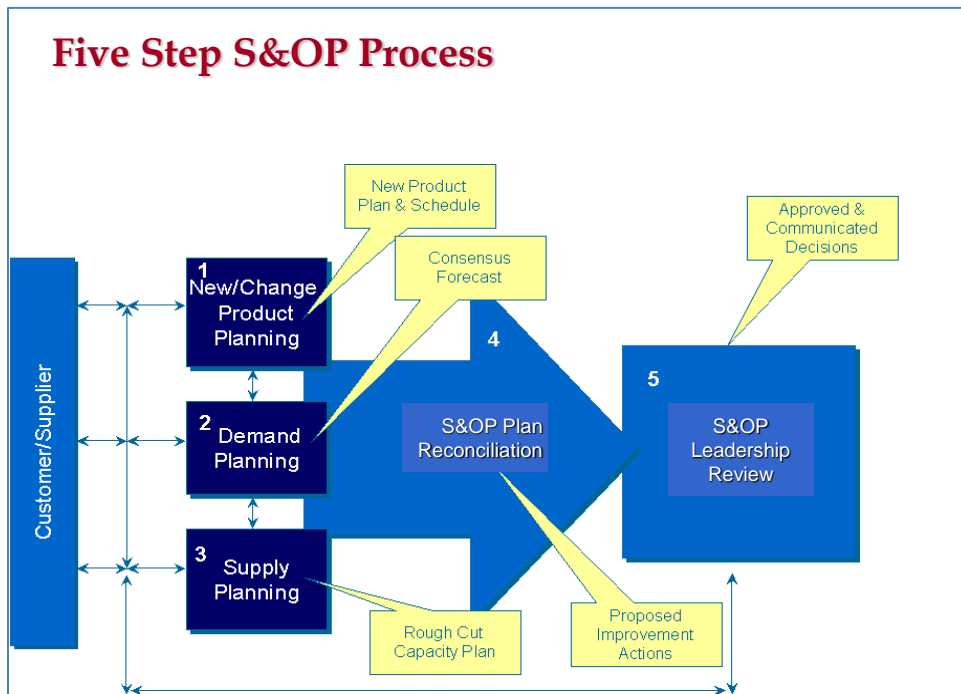 Five Step S&OP Process
New Product
Plan & Schedule
Approved &
Communicated
Decisions
Consensus
Forecast
Customer/Supplier
1
New/Change
Product
Planning
2
Demand
Planning
3
Supply
Planning
4
S&OP Plan
Reconciliation
5
S&OP
Leadership
Review
Rough Cut
Capacity Plan
Proposed
Improvement
Actions